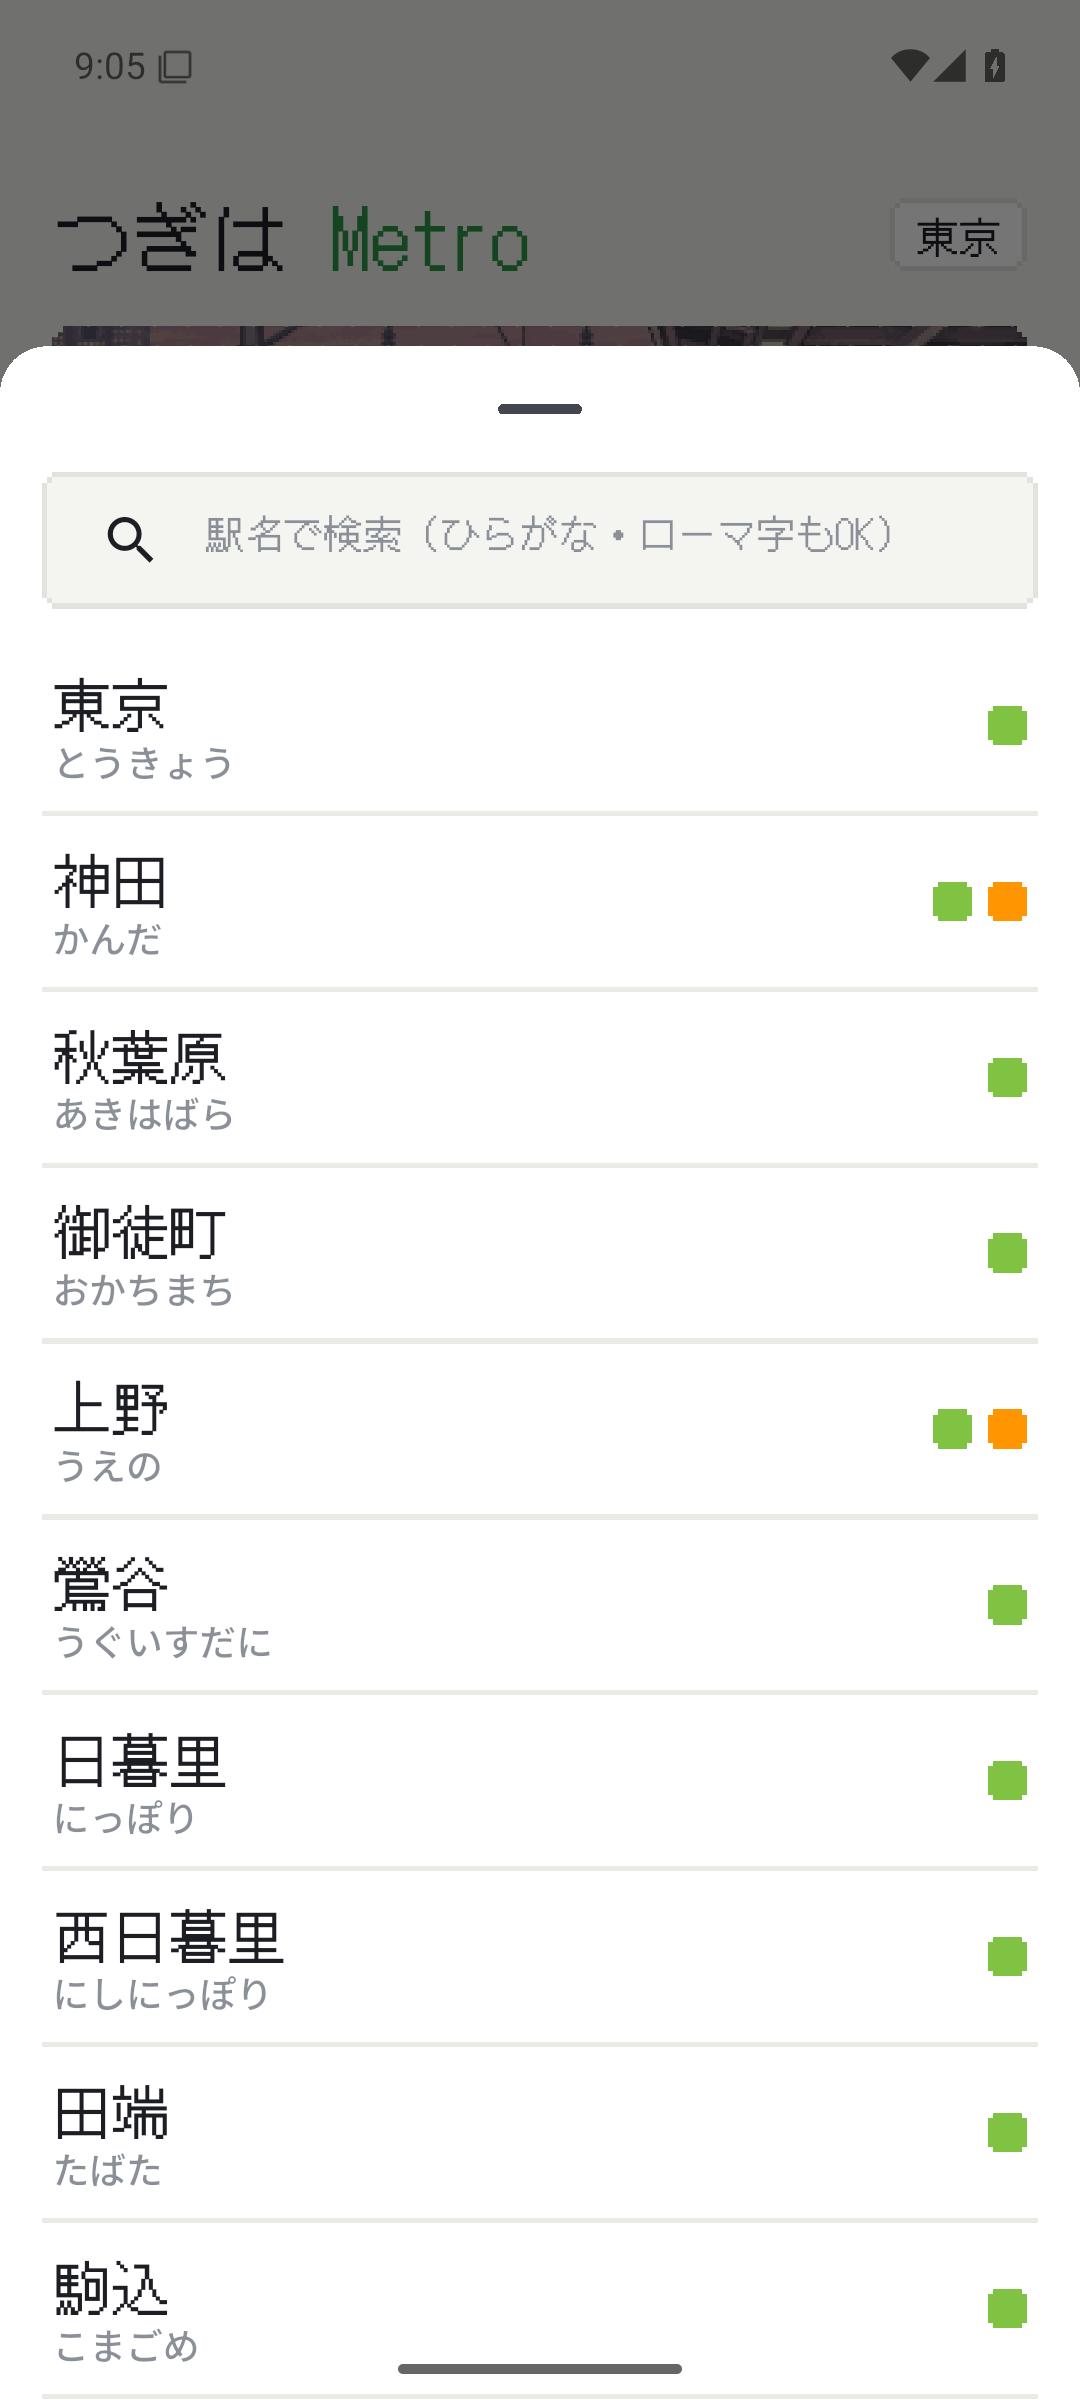 9:05
つぎは Metro
東京
駅名で検索（ひらがな・ローマ字もOK）
東京
とうきょう
神田
かんだ
秋葉原
あきはばら
御徒町
おかちまち
上野
うえの
鶯谷
うぐいすだに
日暮里
にっぽり
西日暮里
にしにっぽり
田端
たばた
駒込
こまごめ